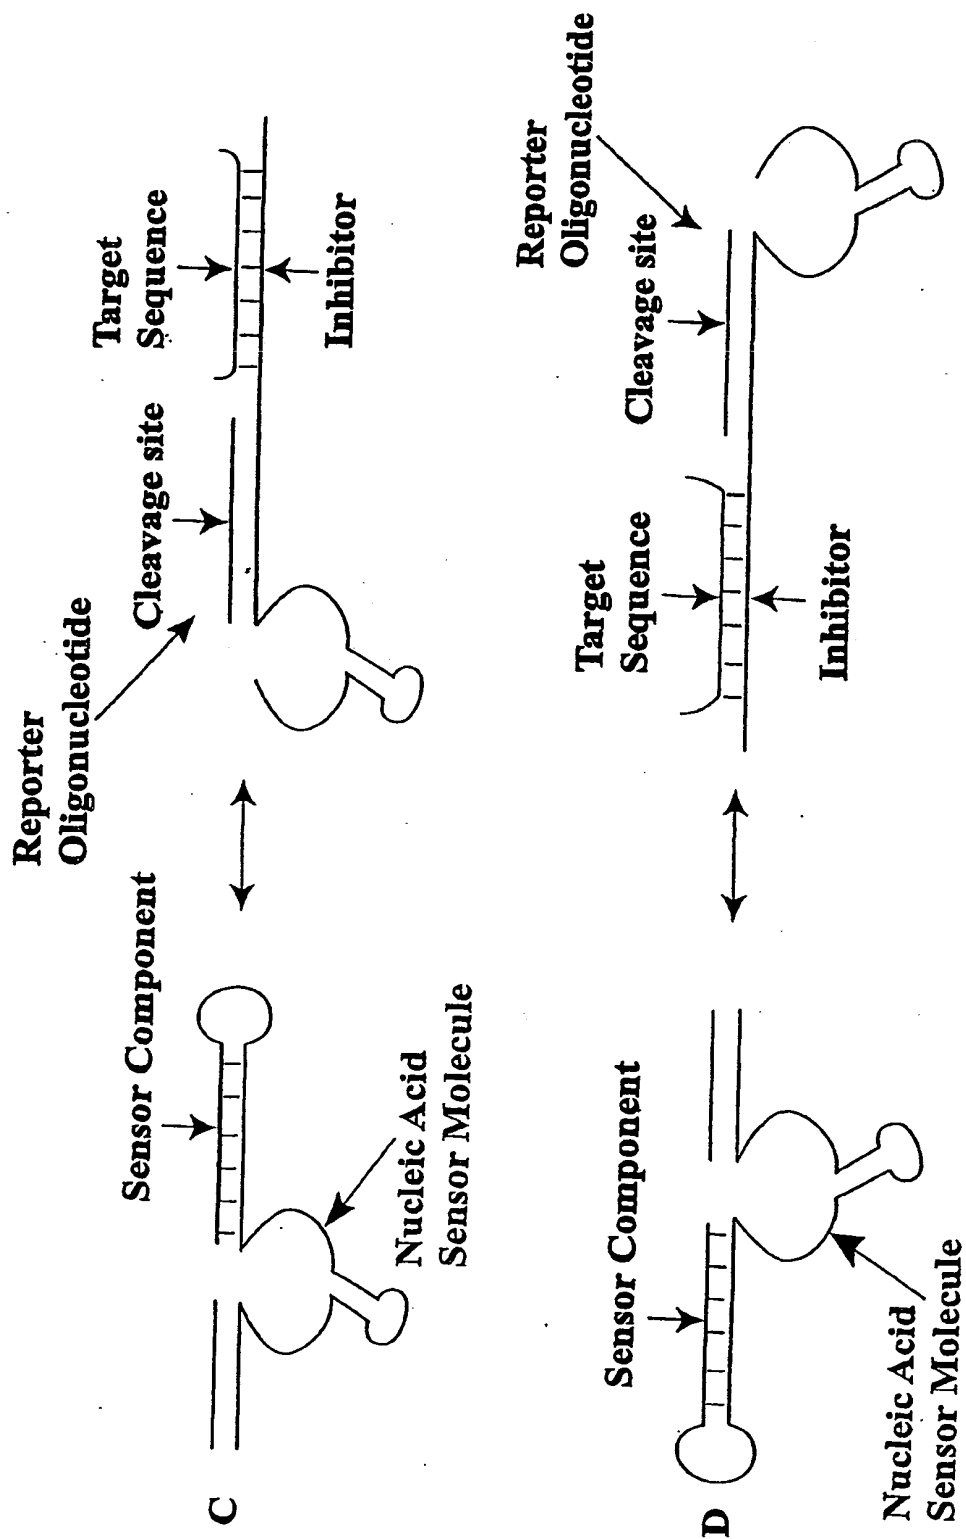 C
Sensor Component
Nucleic Acid
Sensor Molecule
Reporter
Oligonucleotide
Cleavage site
Target
Sequence
Inhibitor
D
Sensor Component
Nucleic Acid
Sensor Molecule
Target
Sequence
Inhibitor
Cleavage site
Reporter
Oligonucleotide